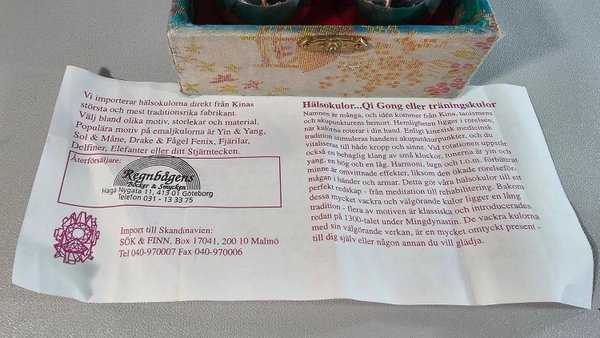 Vi importerar hälsokulorna direkt från Kinas
största och mest traditionsrika fabrikant.
Välj bland olika motiv, storlekar och material.
Populära motiv på emaljkulorna är Yin & Yang,
Sol & Måne, Drake & Fågel Fenix, Fjärilar,
Delfiner, Elefanter eller ditt Stjärntecken.
Återförsäljare:
Regnbågens
Böcker & Smycken
Haga Nygata 11, 413 01 Göteborg
Telefon 031 - 13 33 75
Import till Skandinavien:
SÖK & FINN, Box 17041, 200 10 Malmö
Tel 040-970007 Fax 040-970006
Hälsokulor...Qi Gong eller träningskulor
Namnen är många, och idén kommer från Kina, taoismens
och akupunkturens hemort. Hemligheten ligger i rörelsen,
när kulorna roterar i din hand. Enligt kinesisk medicinsk
tradition stimuleras handens akupunkturpunkter, och du
vitaliseras till både kropp och sinne. Vid rotationen uppstår
också en behaglig klang av små klockor, tonerna är yin och
yang, en hög och en låg. Harmoni, lugn och t.o.m. förbättrat
minne är omvittnade effekter, liksom den ökade rörelseför-
mågan i händer och armar. Detta gör våra hälsokulor till ett
perfekt redskap - från meditation till rehabilitering. Bakom
dessa mycket vackra och välgörande kulor ligger en lång
tradition - flera av motiven är klassiska och introducerades
redan på 1300-talet under Mingdynastin. De vackra kulorna
med sin välgörande verkan, är en mycket omtyckt present -
till dig själv eller någon annan du vill glädja.